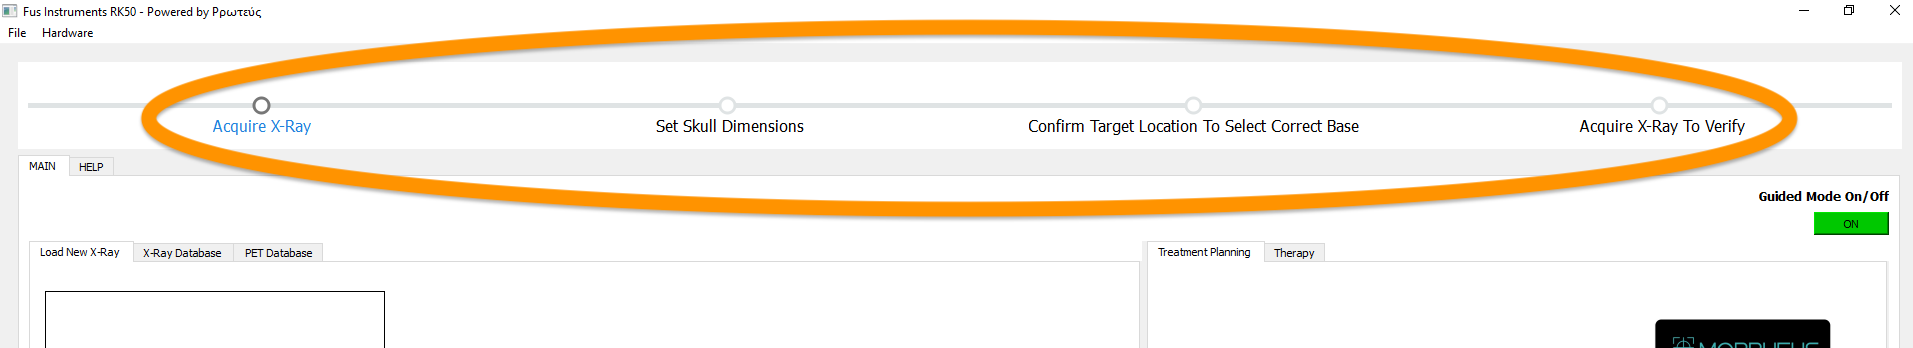 Fus Instruments RK50 - Powered by Ρρωτεύς
File Hardware
Acquire X-Ray
Set Skull Dimensions
Confirm Target Location To Select Correct Base
Acquire X-Ray To Verify
MAIN HELP
Guided Mode On/Off
ON
Load New X-Ray X-Ray Database PET Database
Treatment Planning Therapy
MORPHEUS